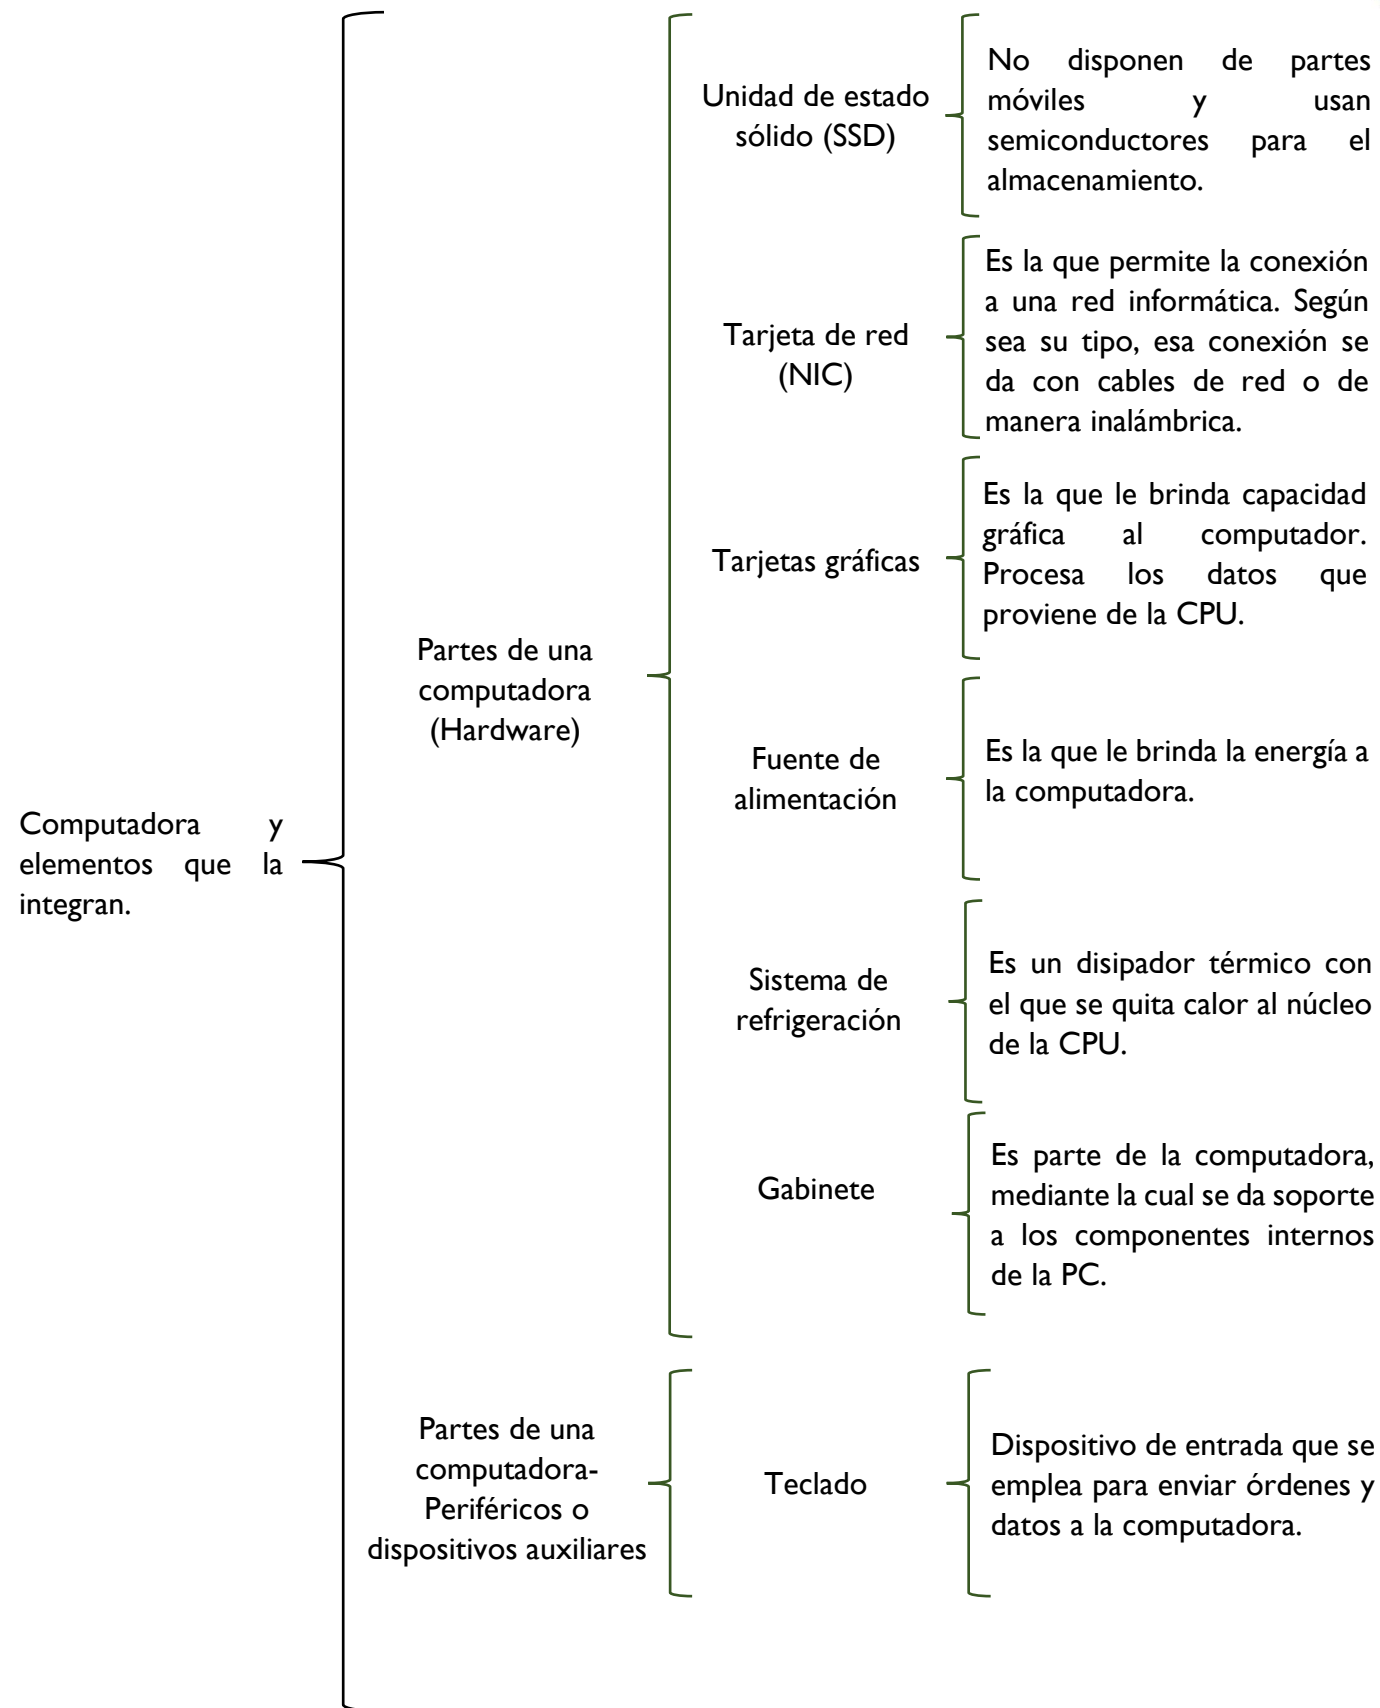 Computadora y
elementos que la
integran.
Partes de una
computadora
(Hardware)
Unidad de estado
sólido (SSD)
No disponen de partes
móviles y usan
semiconductores para el
almacenamiento.
Tarjeta de red
(NIC)
Es la que permite la conexión
a una red informática. Según
sea su tipo, esa conexión se
da con cables de red o de
manera inalámbrica.
Tarjetas gráficas
Es la que le brinda capacidad
gráfica al computador.
Procesa los datos que
proviene de la CPU.
Fuente de
alimentación
Es la que le brinda la energía a
la computadora.
Sistema de
refrigeración
Es un disipador térmico con
el que se quita calor al núcleo
de la CPU.
Gabinete
Es parte de la computadora,
mediante la cual se da soporte
a los componentes internos
de la PC.
Partes de una
computadora-
Periféricos o
dispositivos auxiliares
Teclado
Dispositivo de entrada que se
emplea para enviar órdenes y
datos a la computadora.